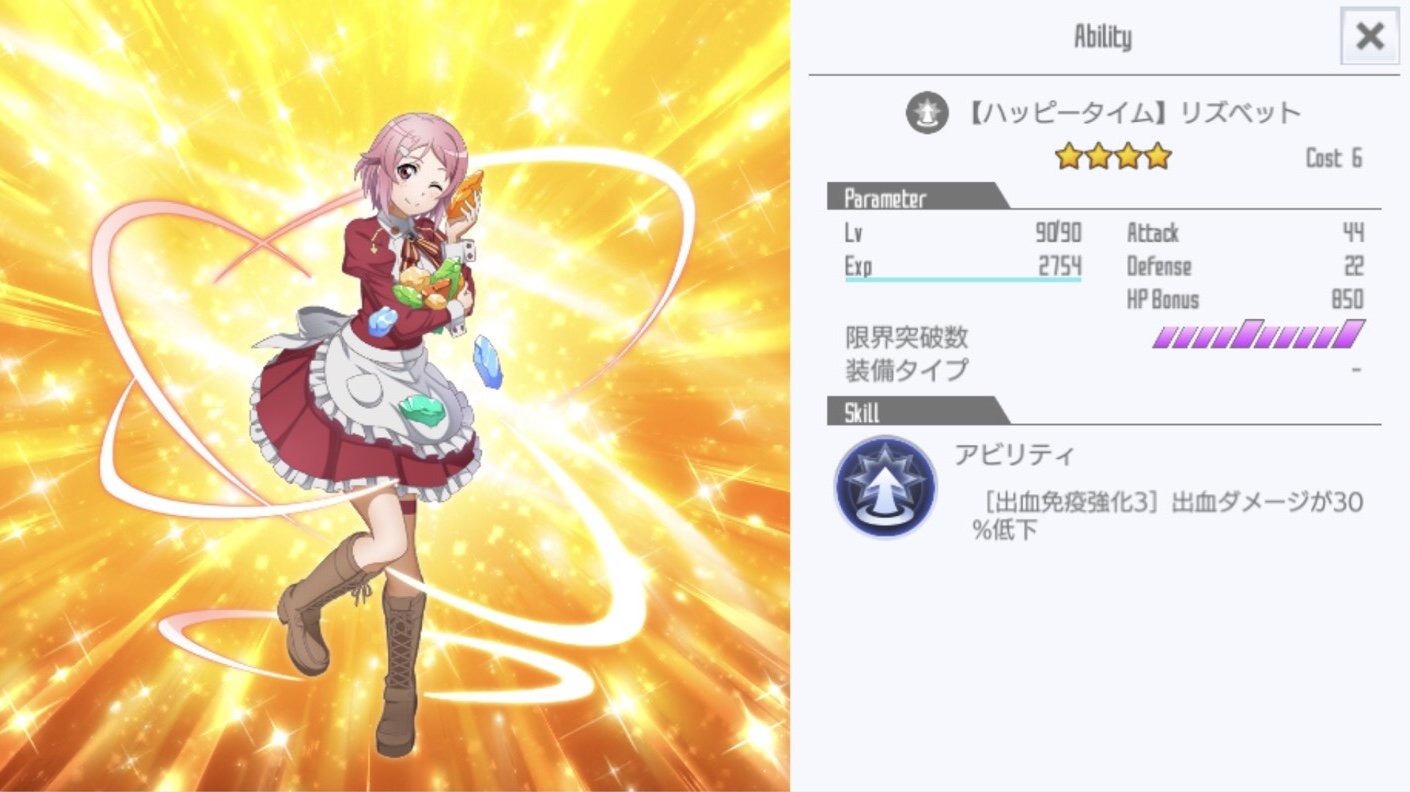 Ability
【ハッピータイム】リズベット
Cost 6
Parameter
Lv 90/90 Attack 44
Exp 2754 Defense 22
HP Bonus 850
限界突破数
装備タイプ -
Skill
アビリティ
［出血免疫強化3］出血ダメージが30
%低下